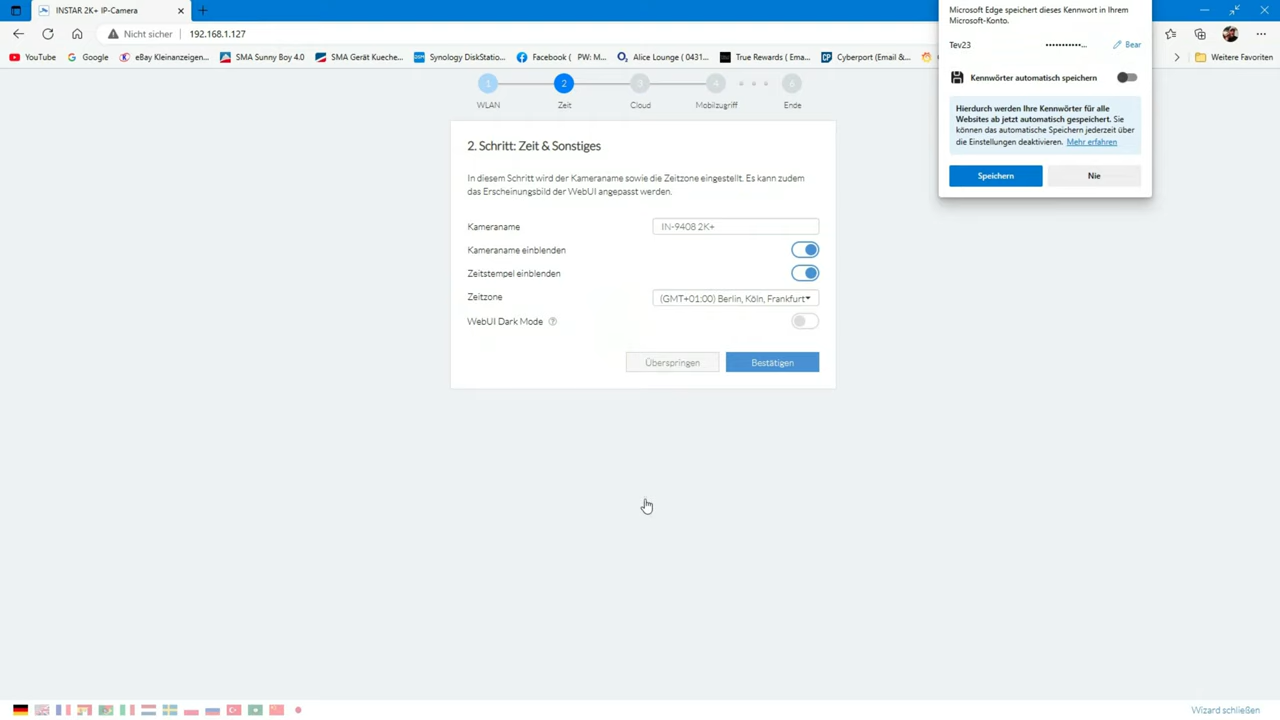 INSTAR 2K+ IP-Camera
Nicht sicher
192.168.1.127
YouTube
Google
eBay Kleinanzeigen...
SMA Sunny Boy 4.0
SMA Gerät Kueche...
Synology DiskStatio...
Facebook ( PW: M...
Alice Lounge ( 0431...
True Rewards ( Ema...
Cyberport (Email &...
Weitere Favoriten
Microsoft Edge speichert dieses Kennwort in Ihrem
Microsoft-Konto.
Tev23
••••••••••••...
Bear
Kennwörter automatisch speichern
Hierdurch werden Ihre Kennwörter für alle
Websites ab jetzt automatisch gespeichert. Sie
können das automatische Speichern jederzeit über
die Einstellungen deaktivieren. Mehr erfahren
Speichern
Nie
1 2 3 4 6
WLAN Zeit Cloud Mobilzugriff Ende
2. Schritt: Zeit & Sonstiges
In diesem Schritt wird der Kameraname sowie die Zeitzone eingestellt. Es kann zudem
das Erscheinungsbild der WebUI angepasst werden.
Kameraname IN-9408 2K+
Kameraname einblenden
Zeitstempel einblenden
Zeitzone (GMT+01:00) Berlin, Köln, Frankfurt
WebUI Dark Mode ?
Überspringen Bestätigen
Wizard schließen